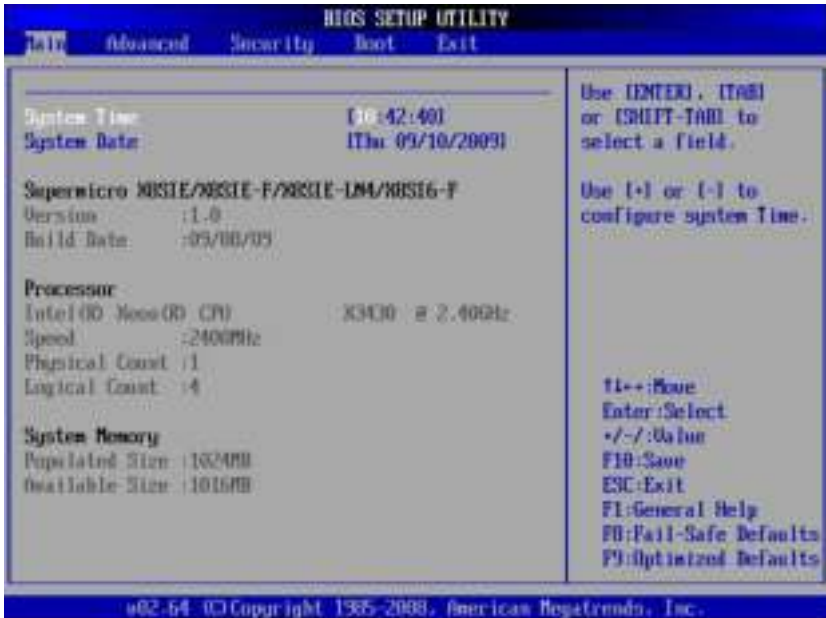 BIOS SETUP UTILITY
Main Advanced Security Boot Exit
System Time [10:42:40]
System Date [Thu 09/10/2009]
Supermicro X8SIE/X8SIE-F/X8SIE-LN4/X8SI6-F
Version :1.0
Build Date :09/08/09
Processor
Intel(R) Xeon(R) CPU X3430 @ 2.40GHz
Speed :2400MHz
Physical Count :1
Logical Count :4
System Memory
Populated Size :1024MB
Available Size :1016MB
Use [ENTER], [TAB]
or [SHIFT-TAB] to
select a field.
Use [+] or [-] to
configure system Time.
↑↓←→:Move
Enter:Select
+/-/:Value
F10:Save
ESC:Exit
F1:General Help
F8:Fail-Safe Defaults
F9:Optimized Defaults
v02.64 (C)Copyright 1985-2008, American Megatrends, Inc.